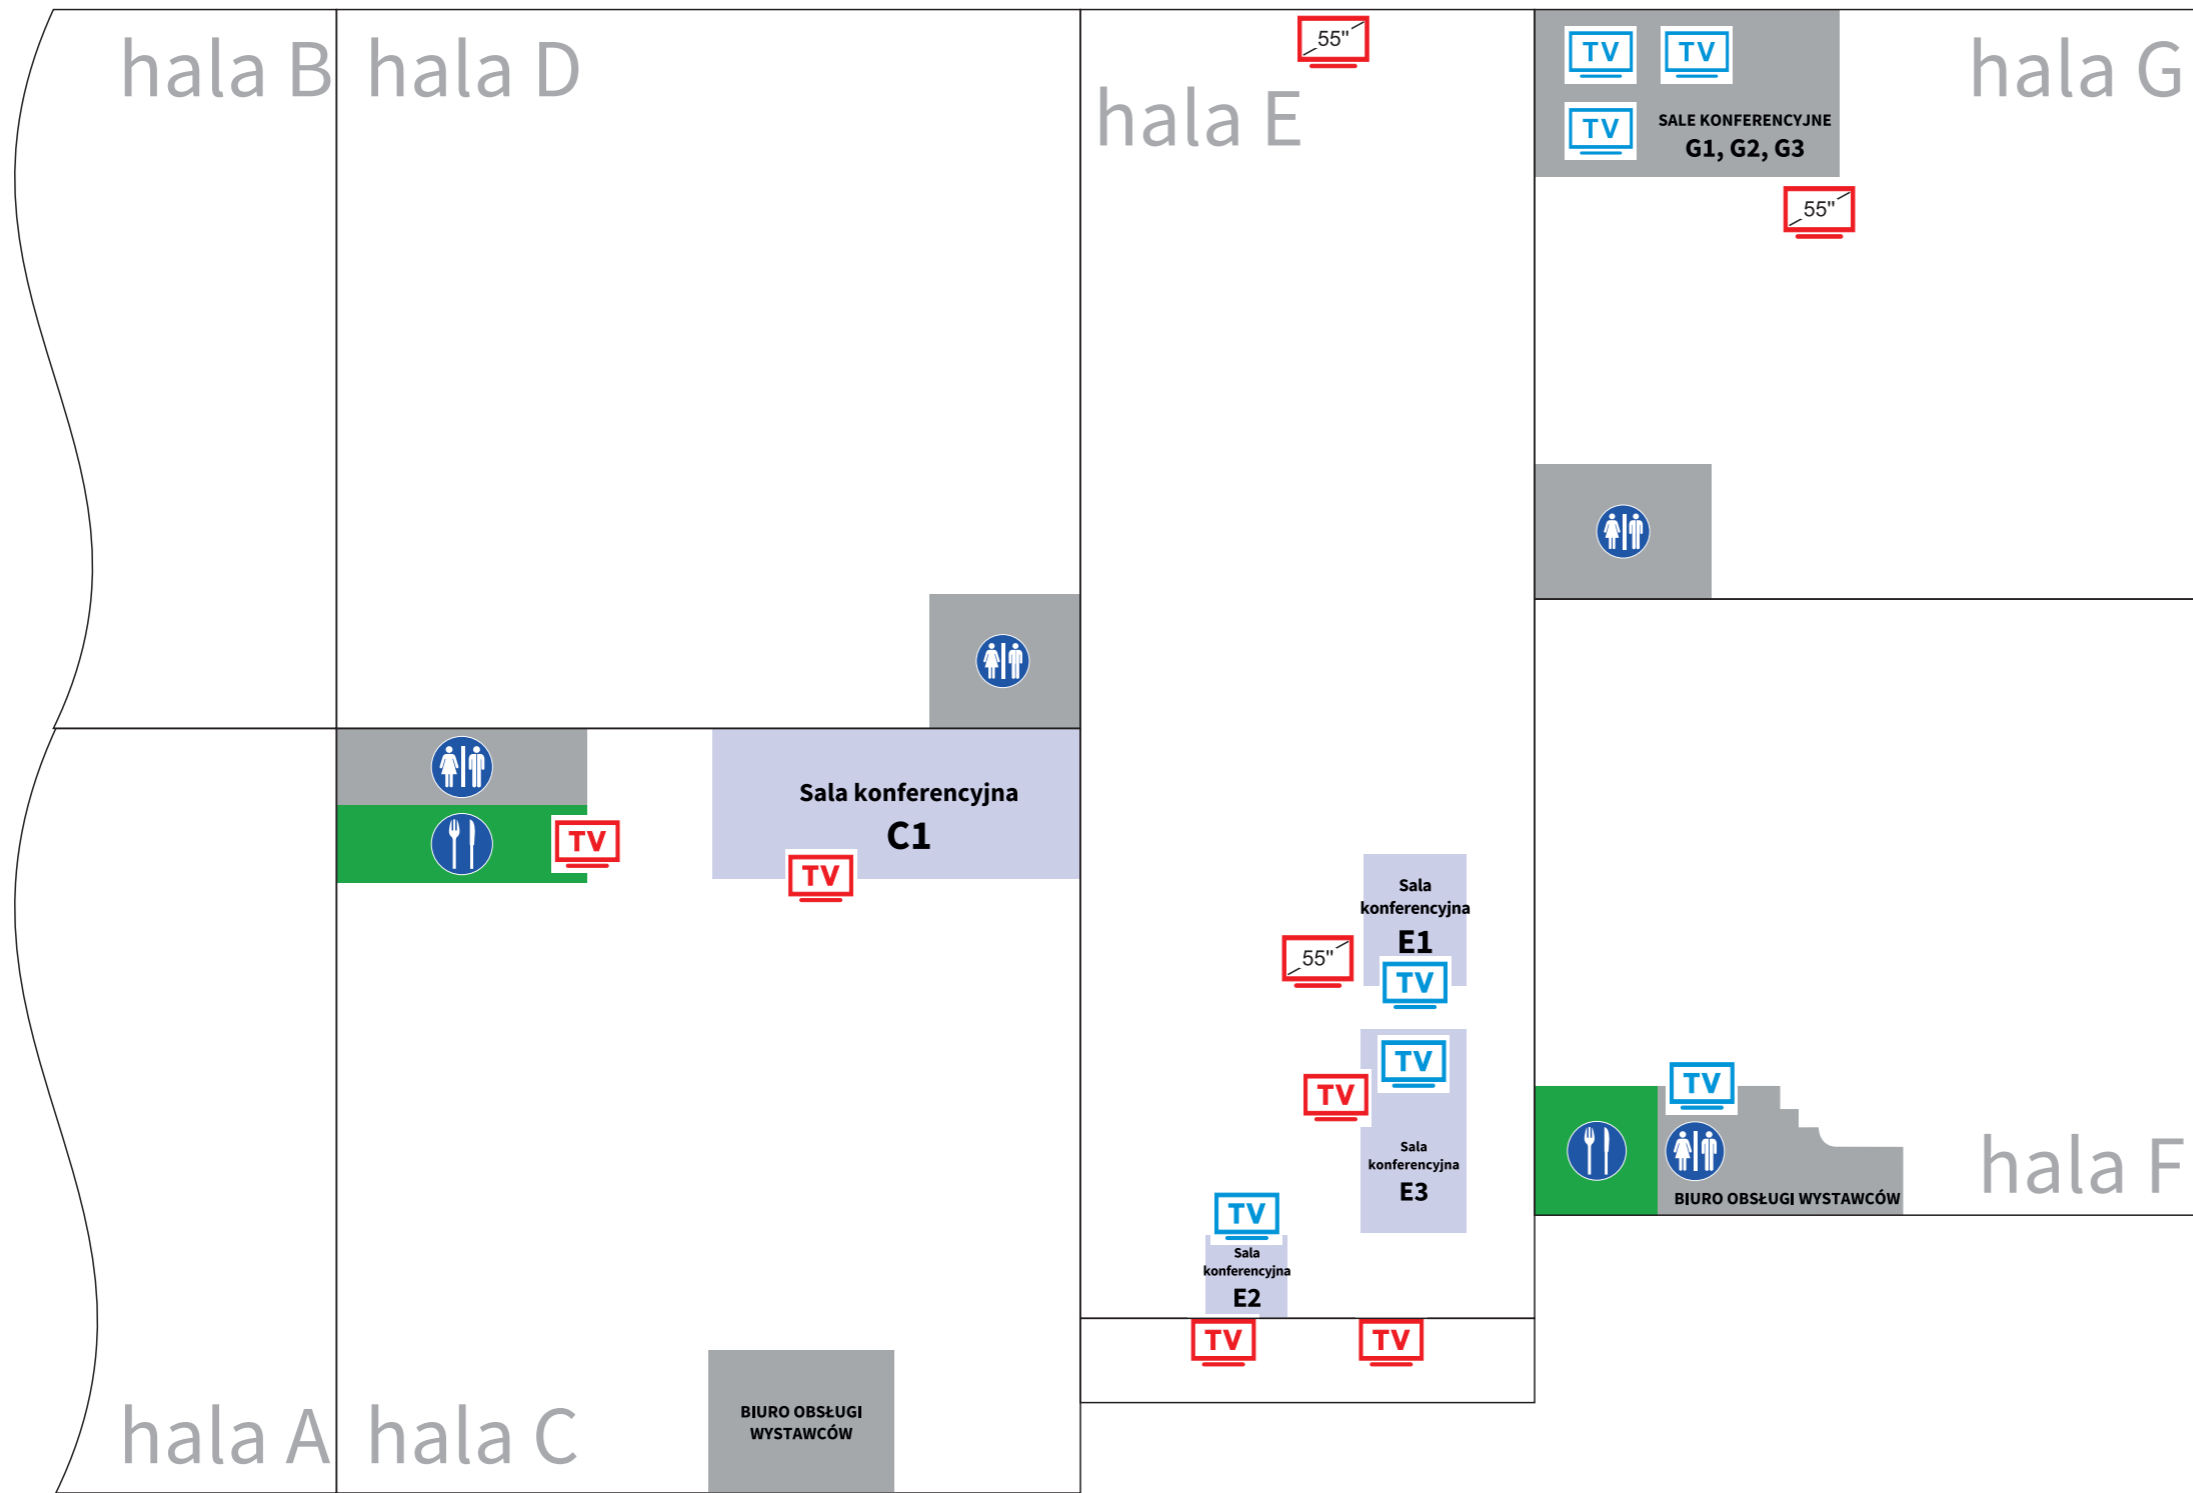 hala B
hala D
hala E
55"
TV
TV
TV
SALE KONFERENCYJNE
G1, G2, G3
hala G
55"
Sala konferencyjna
C1
TV
TV
Sala
konferencyjna
E1
55"
TV
TV
TV
Sala
konferencyjna
E3
TV
Sala
konferencyjna
E2
TV
TV
TV
BIURO OBSŁUGI WYSTAWCÓW
hala F
hala A
hala C
BIURO OBSŁUGI
WYSTAWCÓW